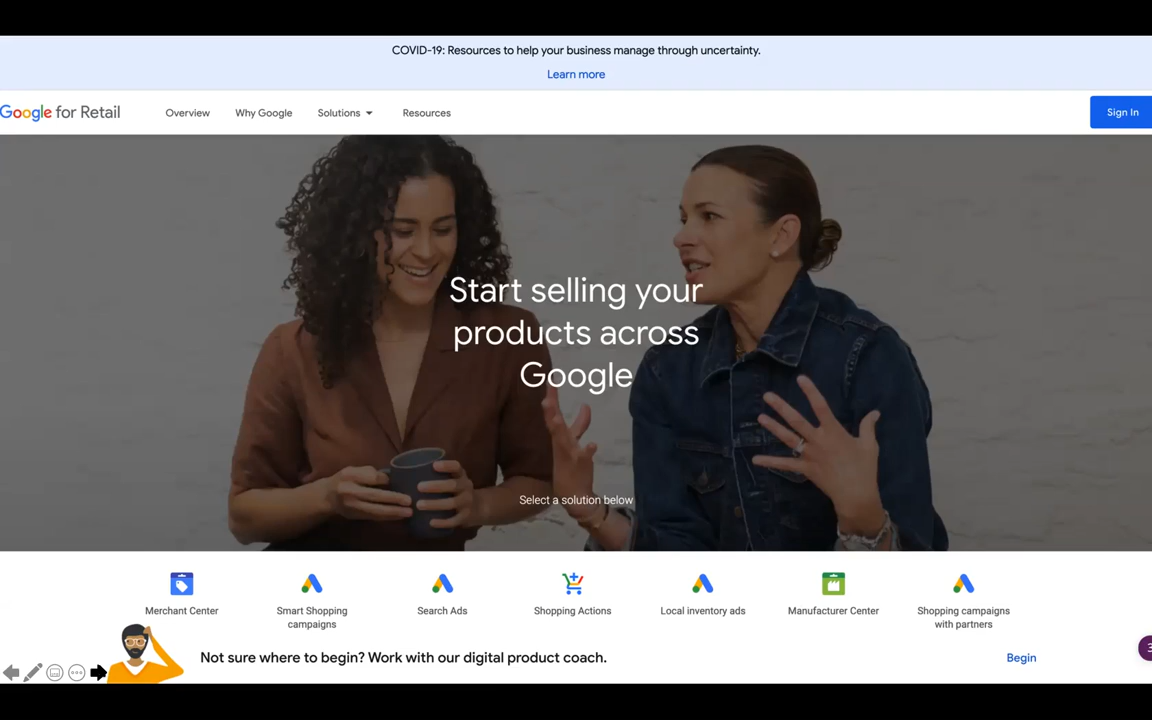 COVID-19: Resources to help your business manage through uncertainty.
Learn more
Google for Retail
Overview
Why Google
Solutions
Resources
Sign In
Start selling your
products across
Google
Select a solution below
Merchant Center
Smart Shopping
campaigns
Search Ads
Shopping Actions
Local inventory ads
Manufacturer Center
Shopping campaigns
with partners
Not sure where to begin? Work with our digital product coach.
Begin
3